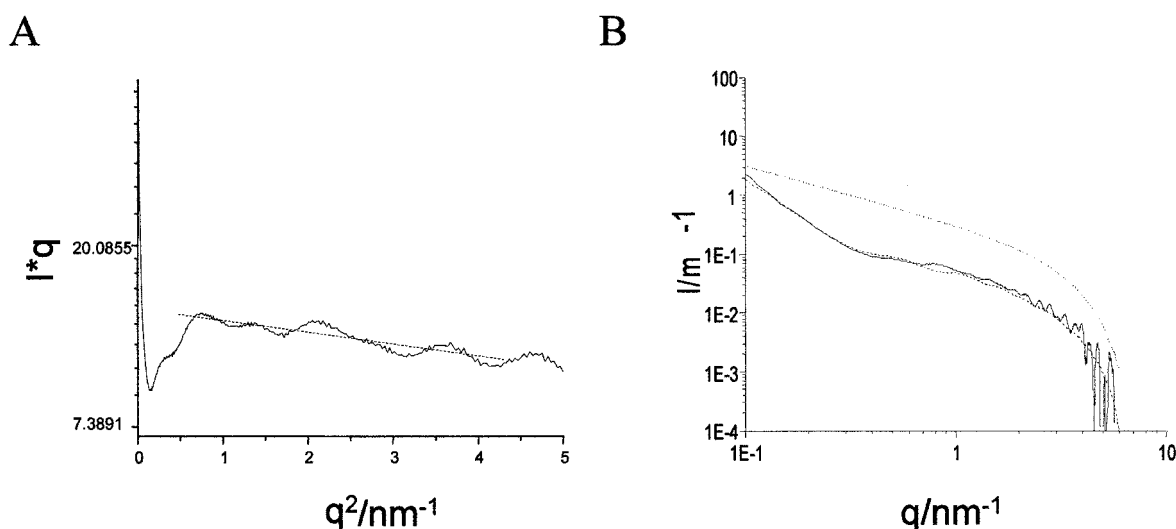 A
I*q
20.0855
7.3891
0 1 2 3 4 5
q²/nm⁻¹
B
I/m -1
100
10
1
1E-1
1E-2
1E-3
1E-4
1E-1 1 10
q/nm⁻¹